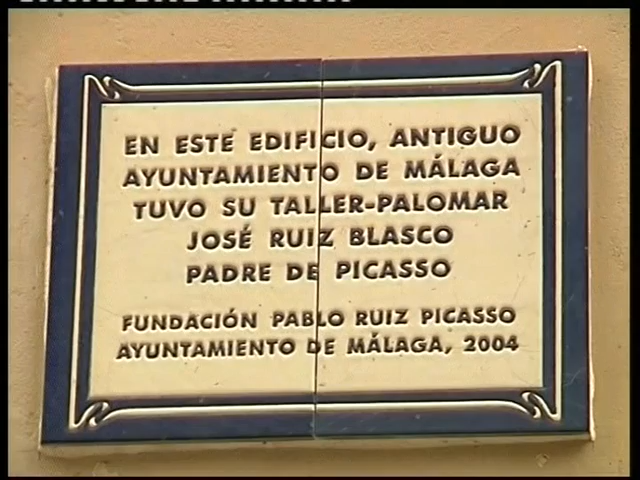 EN ESTE EDIFICIO, ANTIGUO
AYUNTAMIENTO DE MÁLAGA
TUVO SU TALLER-PALOMAR
JOSÉ RUIZ BLASCO
PADRE DE PICASSO
FUNDACIÓN PABLO RUIZ PICASSO
AYUNTAMIENTO DE MÁLAGA, 2004